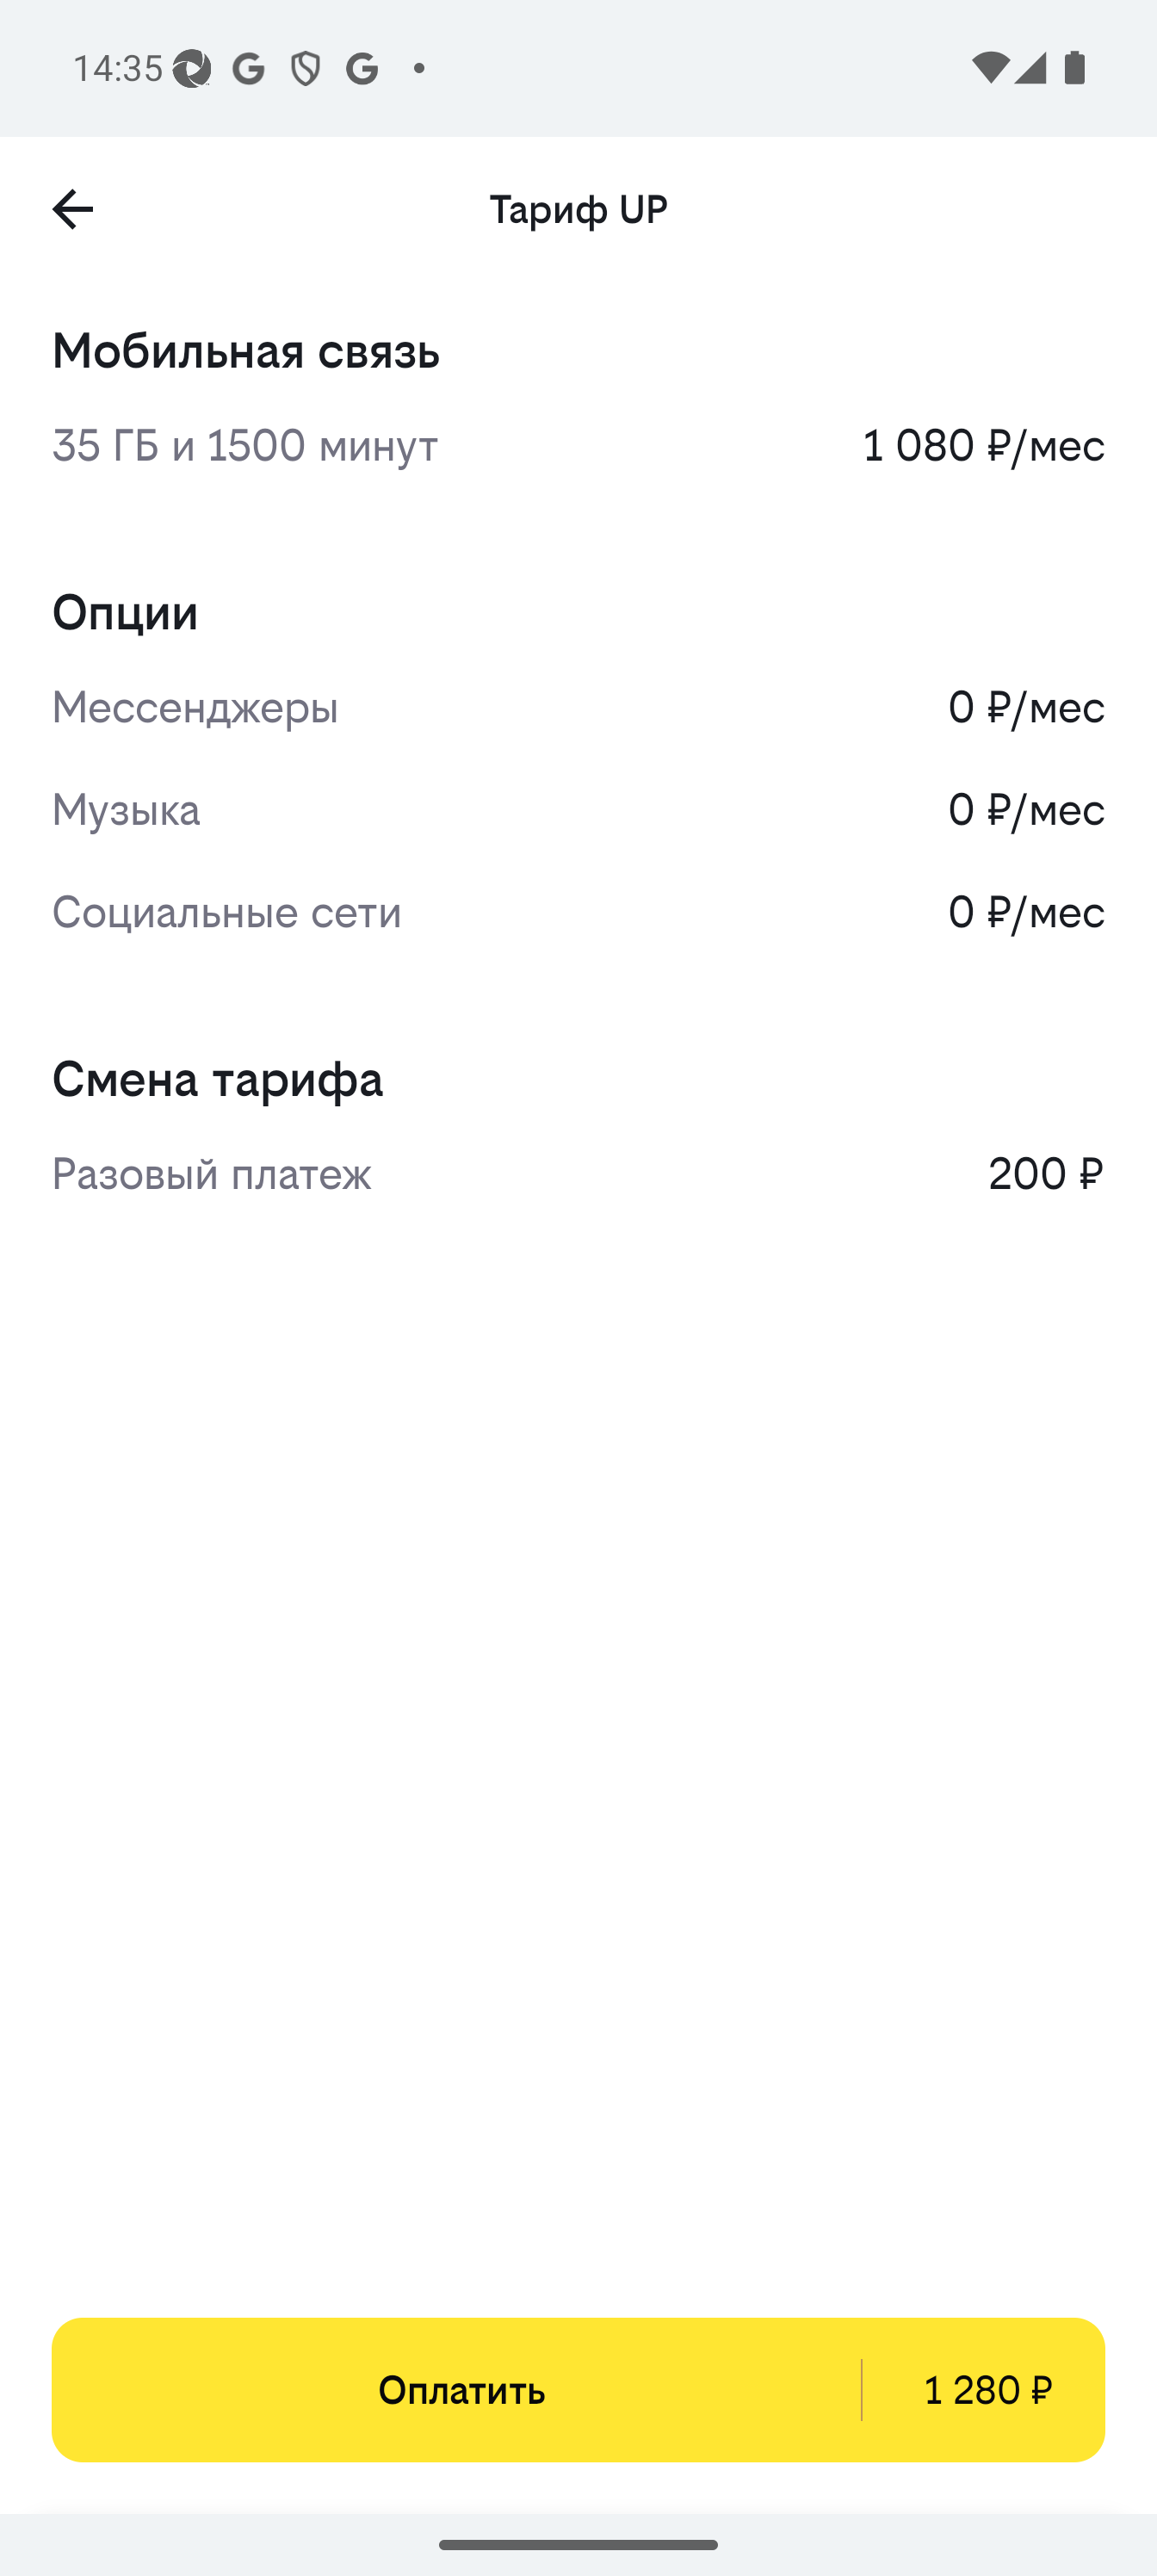 14:35
Тариф UP
Мобильная связь
35 ГБ и 1500 минут 1 080 ₽/мес
Опции
Мессенджеры 0 ₽/мес
Музыка 0 ₽/мес
Социальные сети 0 ₽/мес
Смена тарифа
Разовый платеж 200 ₽
Оплатить 1 280 ₽